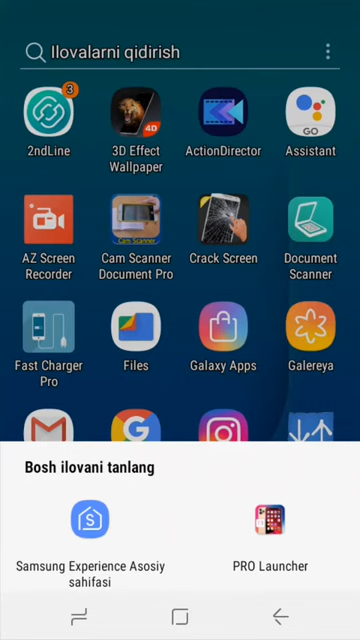 Ilovalarni qidirish
3
2ndLine
4D
3D Effect
Wallpaper
ActionDirector
GO
Assistant
AZ Screen
Recorder
Cam Scanner
Cam Scanner
Document Pro
Crack Screen
Document
Scanner
Fast Charger
Pro
Files
Galaxy Apps
Galereya
Bosh ilovani tanlang
Samsung Experience Asosiy
sahifasi
PRO Launcher